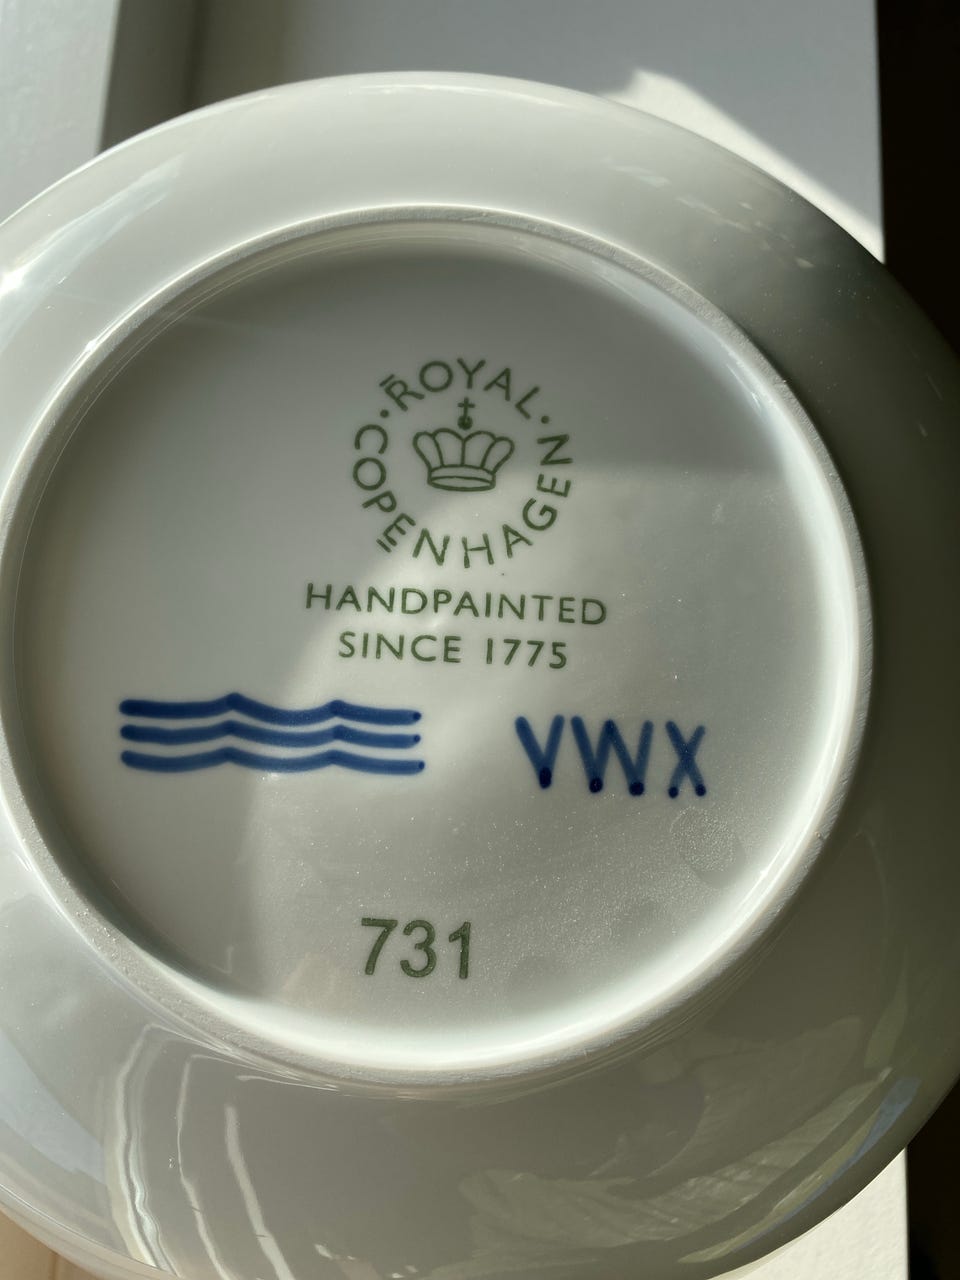 ROYAL · COPENHAGEN ·
HANDPAINTED
SINCE 1775
VWX
731